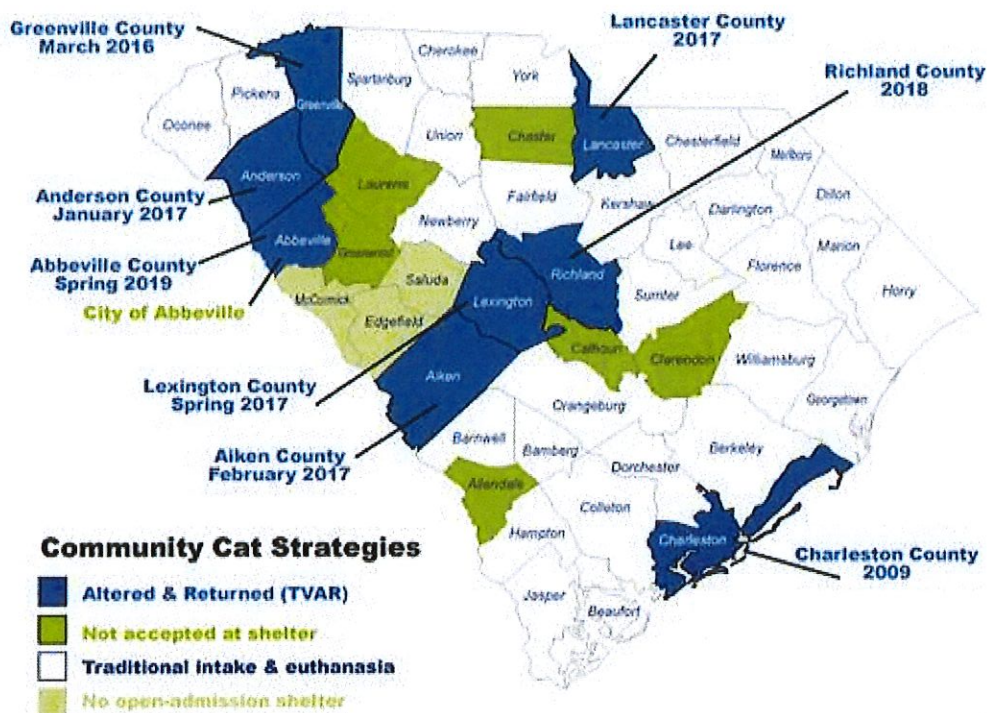 Greenville County
March 2016
Lancaster County
2017
Richland County
2018
Cherokee
York
Spartanburg
Pickens
Greenville
Oconee
Union
Chester
Lancaster
Chesterfield
Marlboro
Anderson
Laurens
Dillon
Anderson County
January 2017
Fairfield
Kershaw
Darlington
Newberry
Abbeville
Greenwood
Lee
Marion
Abbeville County
Spring 2019
Richland
Florence
Saluda
Horry
City of Abbeville
McCormick
Lexington
Sumter
Edgefield
Calhoun
Clarendon
Williamsburg
Aiken
Lexington County
Spring 2017
Orangeburg
Georgetown
Aiken County
February 2017
Barnwell
Bamberg
Berkeley
Dorchester
Allendale
Colleton
Hampton
Charleston
Charleston County
2009
Jasper
Beaufort
Community Cat Strategies
Altered & Returned (TVAR)
Not accepted at shelter
Traditional intake & euthanasia
No open-admission shelter